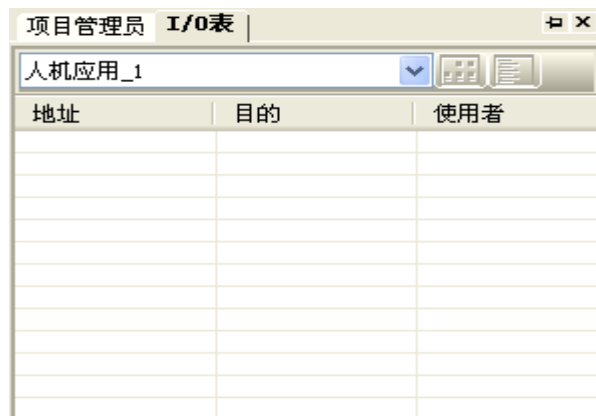 项目管理员 I/O表
人机应用_1
地址 目的 使用者